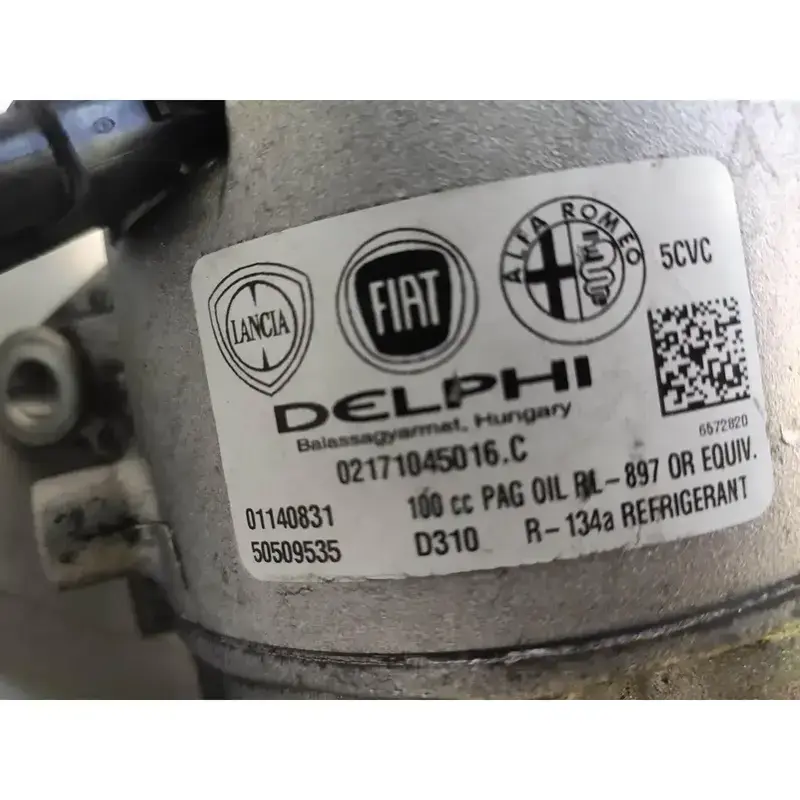 LANCIA
FIAT
ALFA ROMEO
5CVC
DELPHI
Balassagyarmat, Hungary
6572820
02171045016.C
01140831 100 cc PAG OIL RL-897 OR EQUIV.
50509535 D310 R-134a REFRIGERANT